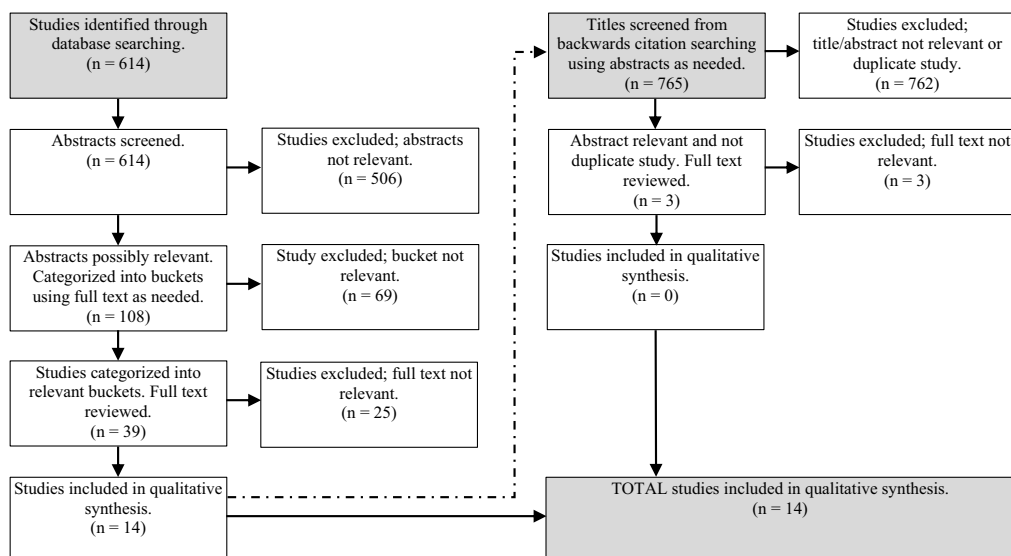 Studies identified through
database searching.
(n = 614)
Abstracts screened.
(n = 614)
Studies excluded; abstracts
not relevant.
(n = 506)
Abstracts possibly relevant.
Categorized into buckets
using full text as needed.
(n = 108)
Study excluded; bucket not
relevant.
(n = 69)
Studies categorized into
relevant buckets. Full text
reviewed.
(n = 39)
Studies excluded; full text not
relevant.
(n = 25)
Studies included in qualitative
synthesis.
(n = 14)
Titles screened from
backwards citation searching
using abstracts as needed.
(n = 765)
Studies excluded;
title/abstract not relevant or
duplicate study.
(n = 762)
Abstract relevant and not
duplicate study. Full text
reviewed.
(n = 3)
Studies excluded; full text not
relevant.
(n = 3)
Studies included in qualitative
synthesis.
(n = 0)
TOTAL studies included in qualitative synthesis.
(n = 14)